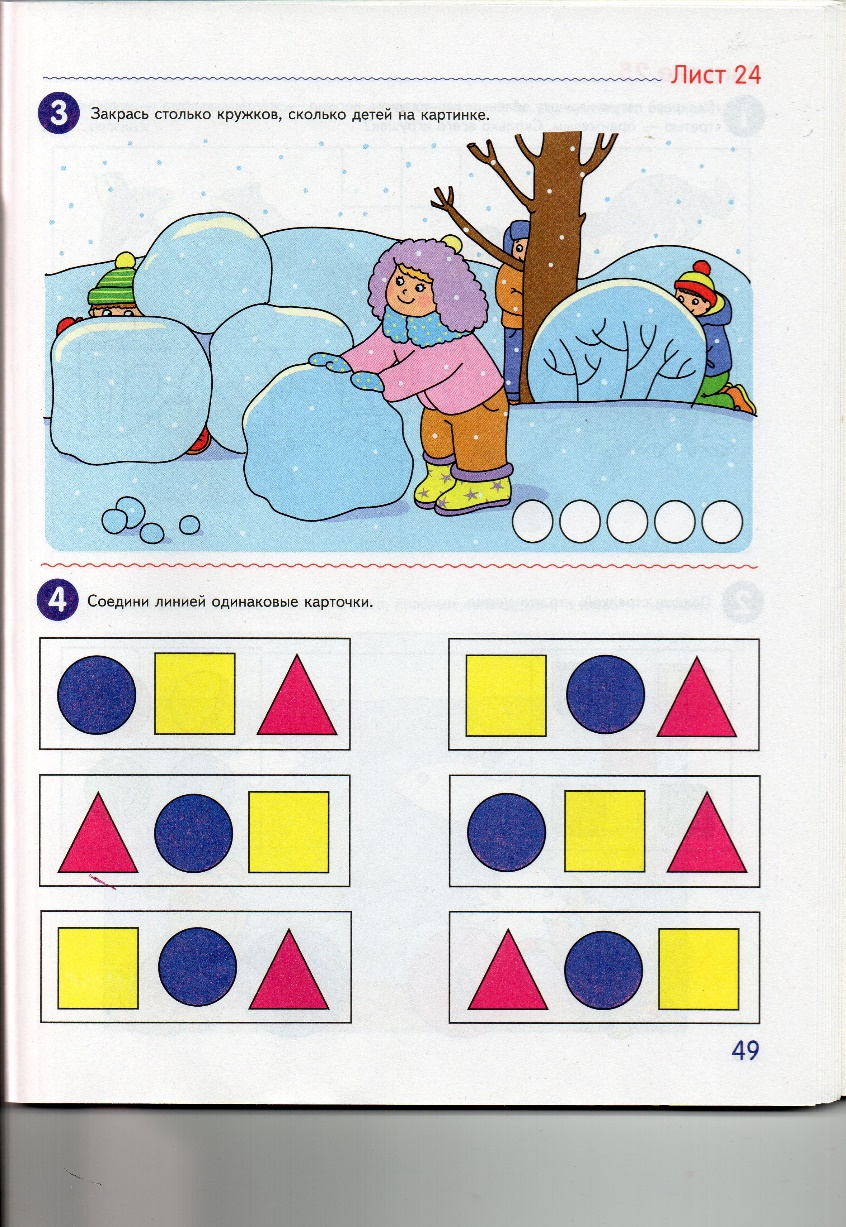 Лист 24
3 Закрась столько кружков, сколько детей на картинке.
4 Соедини линией одинаковые карточки.
49